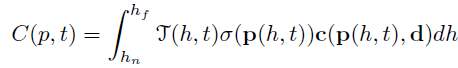 C(p, t) = ∫_{h_n}^{h_f} 𝒯(h, t)σ(𝐩(h, t))𝐜(𝐩(h, t), 𝐝)dh